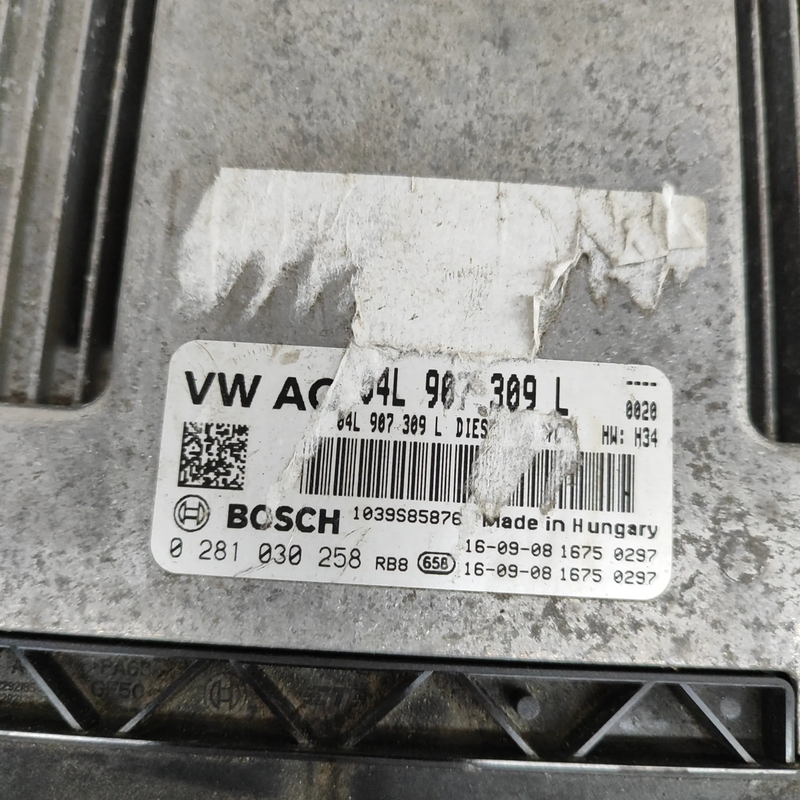 VW AG 04L 907 309 L ----
0020
04L 907 309 L HW: H34
BOSCH 1039S85876 Made in Hungary
0 281 030 258 RB8 658 16-09-08 1675 0297
16-09-08 1675 0297
GF50